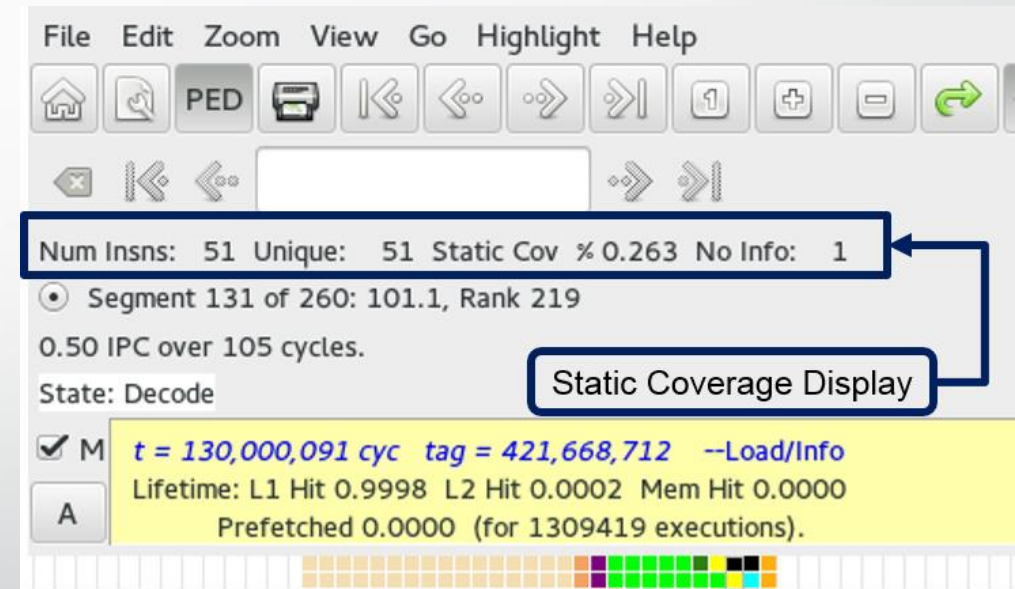 File Edit Zoom View Go Highlight Help
PED 1
Num Insns: 51 Unique: 51 Static Cov % 0.263 No Info: 1
Segment 131 of 260: 101.1, Rank 219
0.50 IPC over 105 cycles.
Static Coverage Display
State: Decode
M t = 130,000,091 cyc tag = 421,668,712 --Load/Info
Lifetime: L1 Hit 0.9998 L2 Hit 0.0002 Mem Hit 0.0000
A
Prefetched 0.0000 (for 1309419 executions).